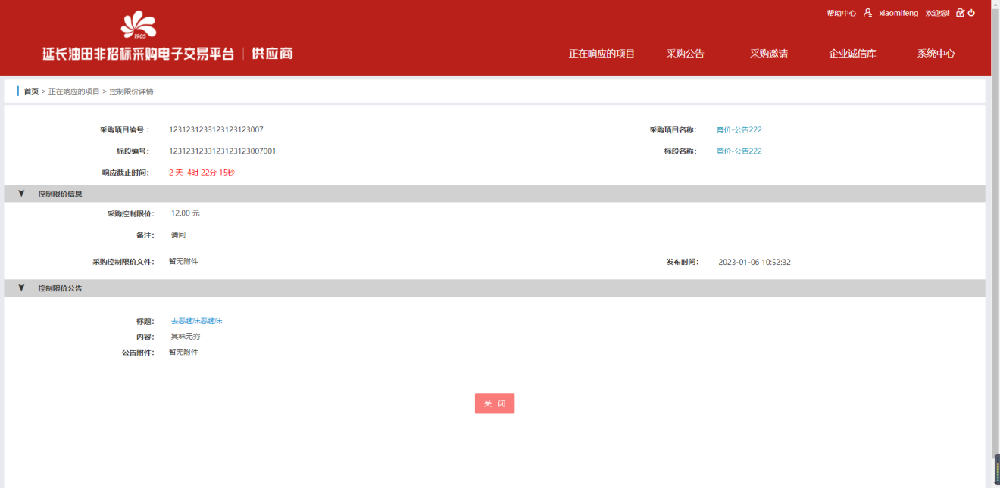 帮助中心 xiaomifeng 欢迎您!!
1905
延长油田非招标采购电子交易平台 | 供应商
正在响应的项目 采购公告 采购邀请 企业诚信库 系统中心
首页 > 正在响应的项目 > 控制限价详情
采购项目编号: 1231231233123123123007 采购项目名称: 竞价-公告222
标段编号: 1231231233123123123007001 标段名称: 竞价-公告222
响应截止时间: 2 天 4时 22分 15秒
控制限价信息
采购控制限价: 12.00 元
备注: 请问
采购控制限价文件: 暂无附件 发布时间: 2023-01-06 10:52:32
控制限价公告
标题: 去恶趣味恶趣味
内容: 其味无穷
公告附件: 暂无附件
关 闭